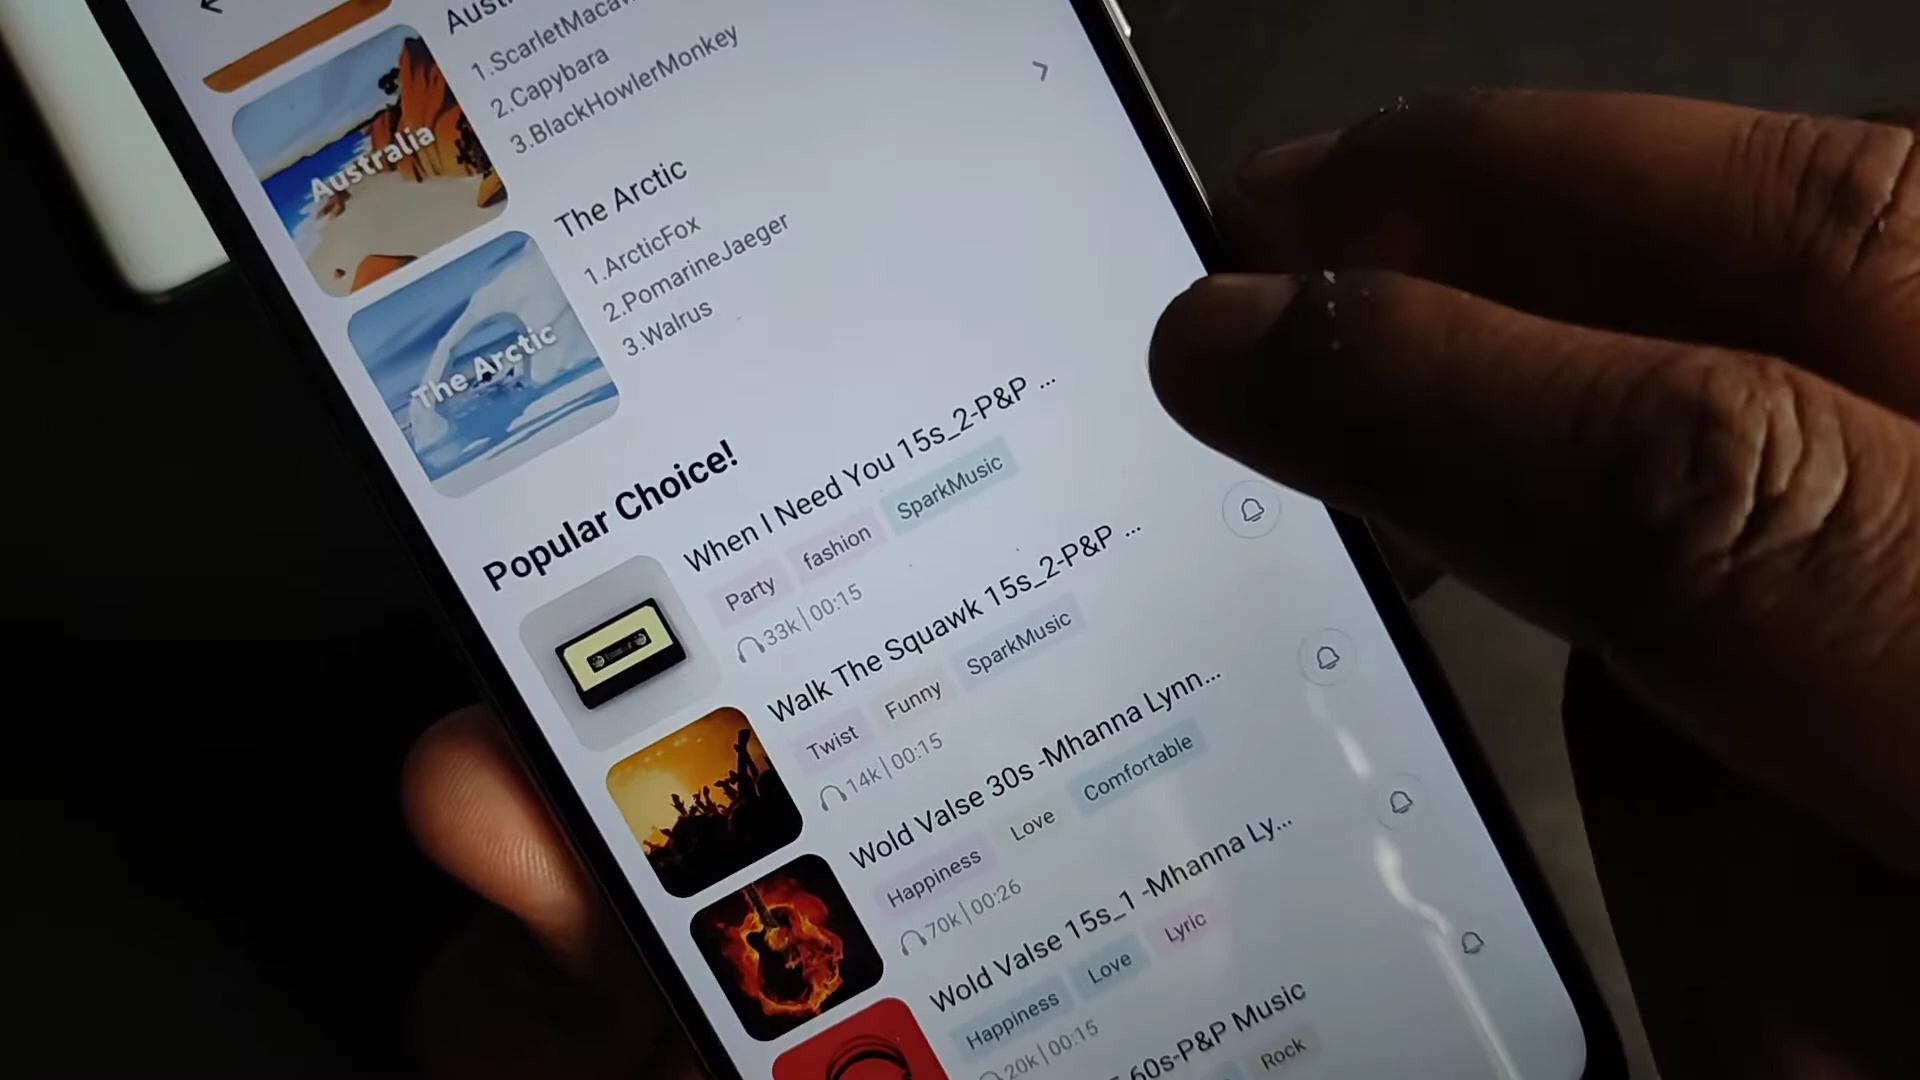 1.ScarletMacaw
2.Capybara
3.BlackHowlerMonkey
Australia
The Arctic
1.ArcticFox
2.PomarineJaeger
3.Walrus
The Arctic
Popular Choice!
When I Need You 15s_2-P&P ...
Party fashion SparkMusic
33k|00:15
Walk The Squawk 15s_2-P&P ...
Twist Funny SparkMusic
14k|00:15
Wold Valse 30s -Mhanna Lynn...
Happiness Love Comfortable
70k|00:26
Wold Valse 15s_1 -Mhanna Ly...
Happiness Love Lyric
20k|00:15
60s-P&P Music
Rock